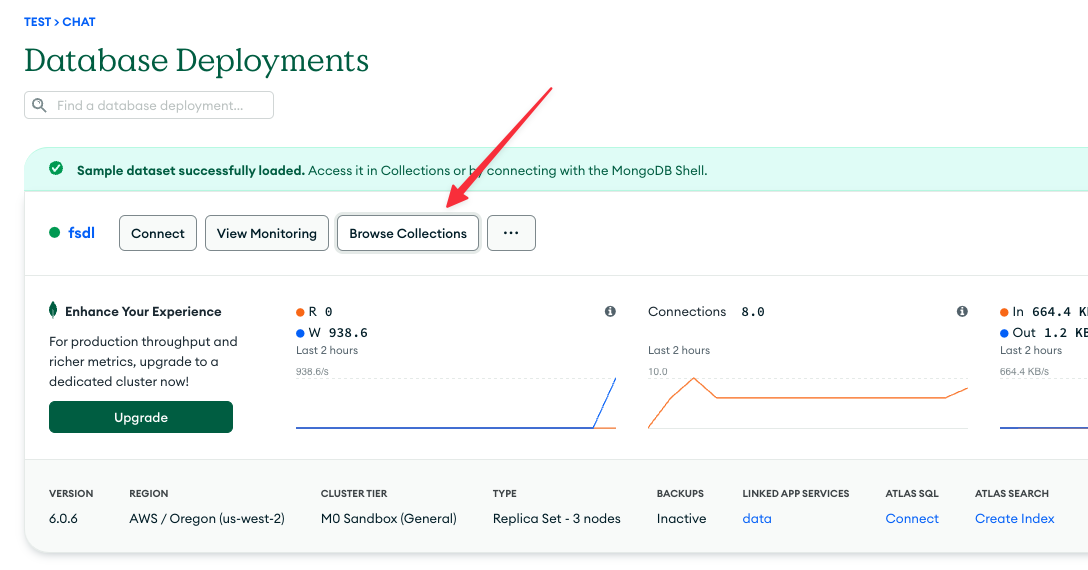 TEST > CHAT
Database Deployments
Find a database deployment...
Sample dataset successfully loaded. Access it in Collections or by connecting with the MongoDB Shell.
fsdl
Connect
View Monitoring
Browse Collections
...
Enhance Your Experience
For production throughput and
richer metrics, upgrade to a
dedicated cluster now!
Upgrade
R 0
W 938.6
Last 2 hours
938.6/s
Connections 8.0
Last 2 hours
10.0
In 664.4
Out 1.2
Last 2 hours
664.4 KB/s
VERSION
6.0.6
REGION
AWS / Oregon (us-west-2)
CLUSTER TIER
M0 Sandbox (General)
TYPE
Replica Set - 3 nodes
BACKUPS
Inactive
LINKED APP SERVICES
data
ATLAS SQL
Connect
ATLAS SEARCH
Create Index